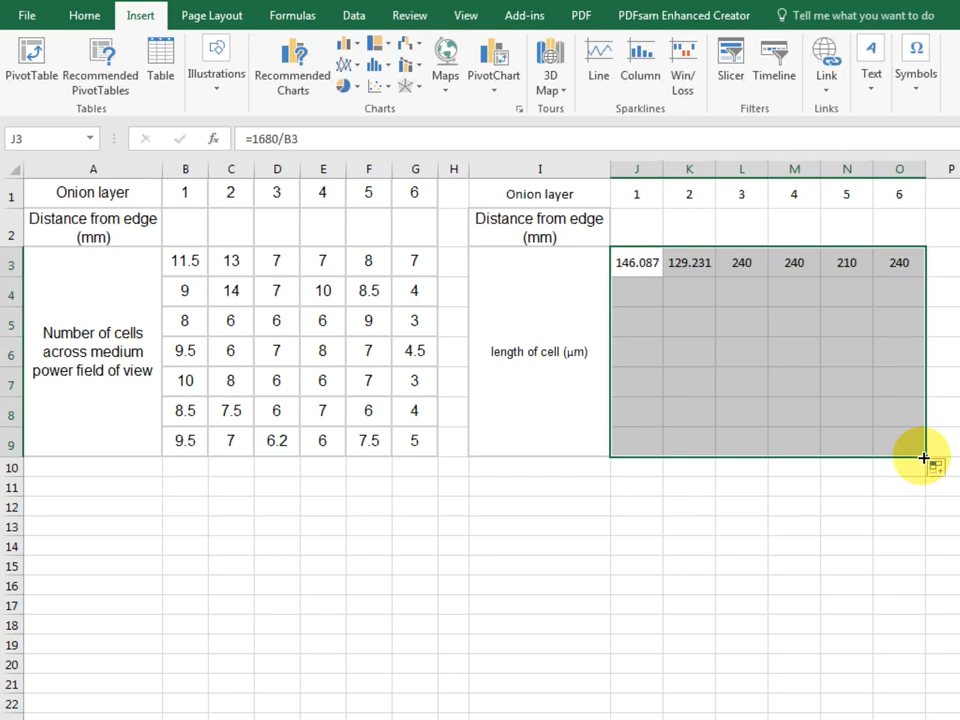 File Home Insert Page Layout Formulas Data Review View Add-ins PDF PDFsam Enhanced Creator Tell me what you want to do
PivotTable Recommended PivotTables Table Illustrations Recommended Charts Maps PivotChart 3D Map Line Column Win/ Loss Slicer Timeline Link Text Symbols
Tables Charts Tours Sparklines Filters Links
J3 fx =1680/B3
A B C D E F G H I J K L M N O P
1 Onion layer 1 2 3 4 5 6 Onion layer 1 2 3 4 5 6
Distance from edge Distance from edge
2 (mm) (mm)
3 11.5 13 7 7 8 7 146.087 129.231 240 240 210 240
4 9 14 7 10 8.5 4
5 8 6 6 6 9 3
Number of cells
6 across medium 9.5 6 7 8 7 4.5 length of cell (μm)
power field of view
7 10 8 6 6 7 3
8 8.5 7.5 6 7 6 4
9 9.5 7 6.2 6 7.5 5
10
11
12
13
14
15
16
17
18
19
20
21
22